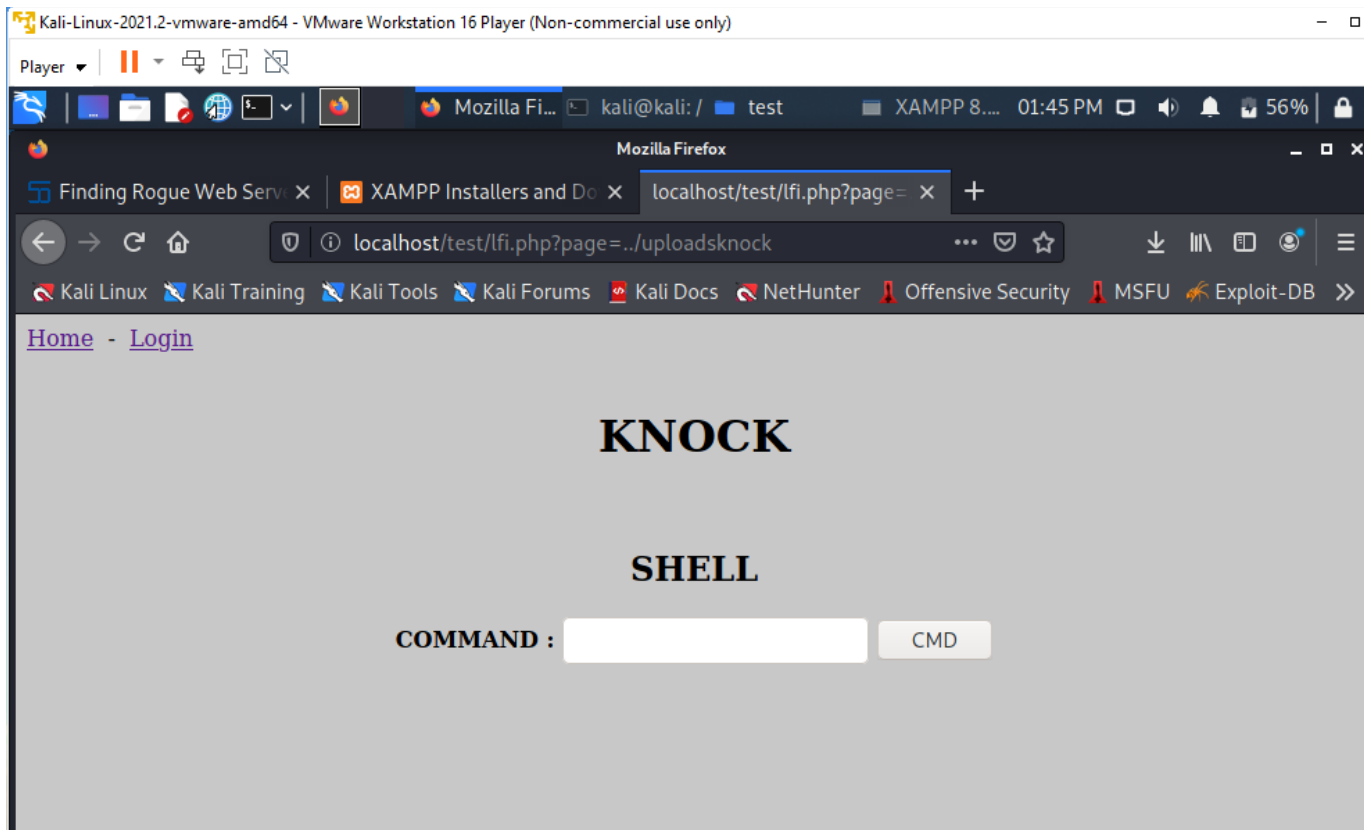 Kali-Linux-2021.2-vmware-amd64 - VMware Workstation 16 Player (Non-commercial use only)
Player
Mozilla Fi... kali@kali: / test XAMPP 8.... 01:45 PM 56%
Mozilla Firefox
Finding Rogue Web Serve XAMPP Installers and Do localhost/test/lfi.php?page=
localhost/test/lfi.php?page=../uploadsknock
Kali Linux Kali Training Kali Tools Kali Forums Kali Docs NetHunter Offensive Security MSFU Exploit-DB
Home - Login
KNOCK
SHELL
COMMAND : CMD